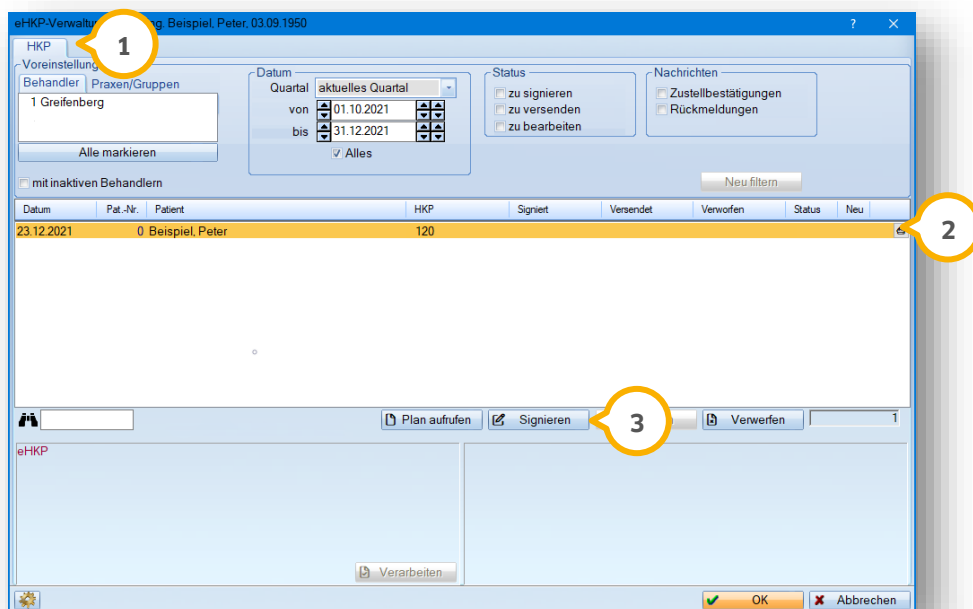 eHKP-Verwaltu ng. Beispiel, Peter, 03.09.1950 ?
HKP
1
Voreinstellung
Behandler Praxen/Gruppen
1 Greifenberg
Alle markieren
mit inaktiven Behandlern
Datum
Quartal aktuelles Quartal
von 01.10.2021
bis 31.12.2021
Alles
Status
zu signieren
zu versenden
zu bearbeiten
Nachrichten
Zustellbestätigungen
Rückmeldungen
Neu filtern
Datum Pat.-Nr. Patient HKP Signiert Versendet Verworfen Status Neu
23.12.2021 0 Beispiel, Peter 120
2
Plan aufrufen Signieren 3 Verwerfen 1
eHKP
Verarbeiten
OK Abbrechen